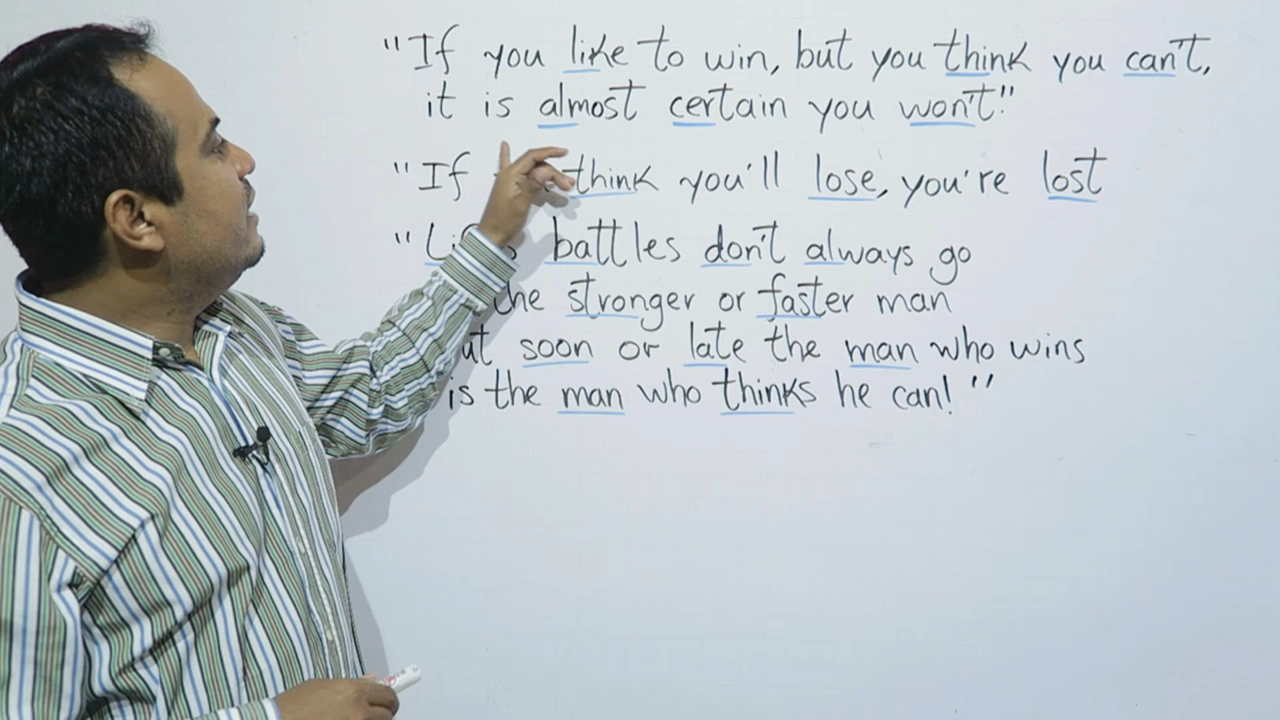 "If you like to win, but you think you can't,
it is almost certain you won't."
"If think you'll lose, you're lost
" battles don't always go
the stronger or faster man
soon or late the man who wins
is the man who thinks he can!"